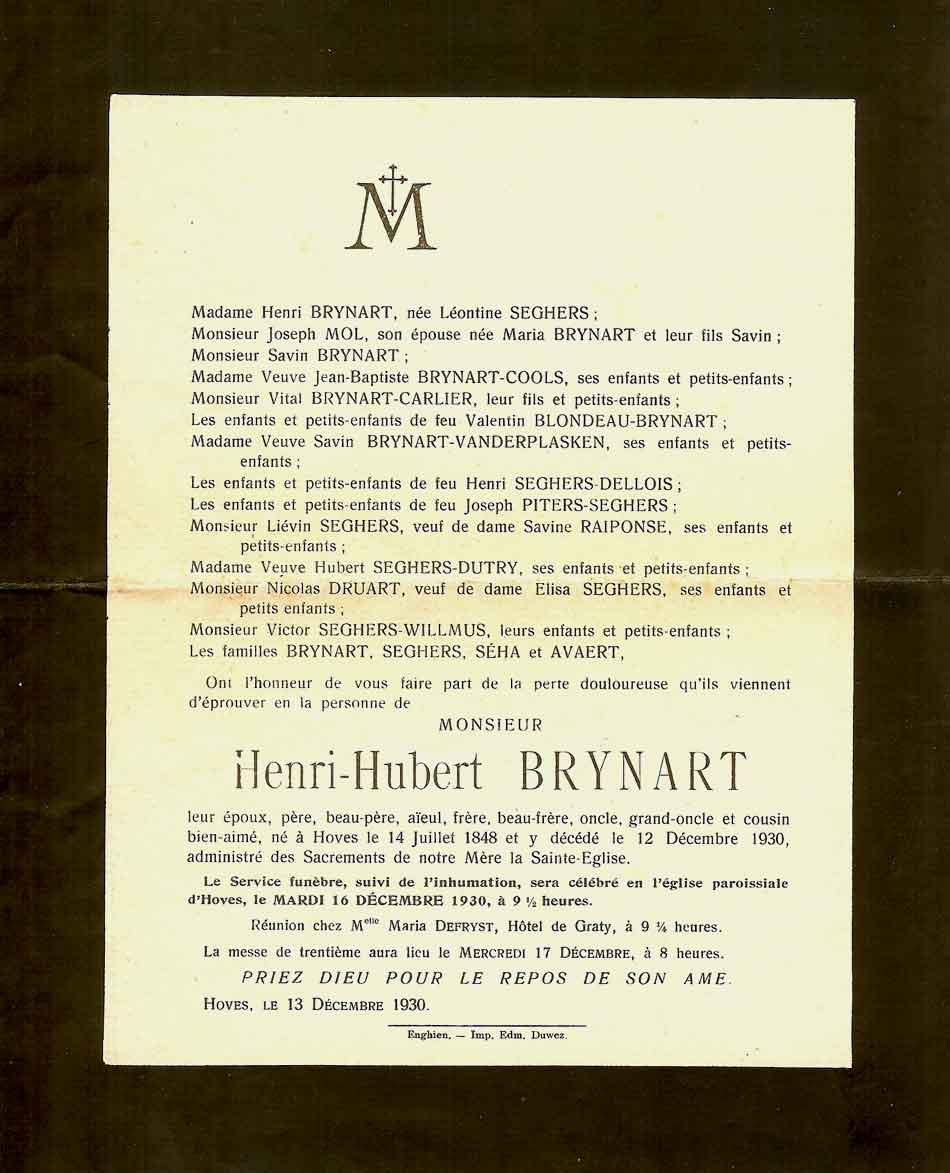 M
Madame Henri BRYNART, née Léontine SEGHERS ;
Monsieur Joseph MOL, son épouse née Maria BRYNART et leur fils Savin ;
Monsieur Savin BRYNART ;
Madame Veuve Jean-Baptiste BRYNART-COOLS, ses enfants et petits-enfants ;
Monsieur Vital BRYNART-CARLIER, leur fils et petits-enfants ;
Les enfants et petits-enfants de feu Valentin BLONDEAU-BRYNART ;
Madame Veuve Savin BRYNART-VANDERPLASKEN, ses enfants et petits-
enfants ;
Les enfants et petits-enfants de feu Henri SEGHERS-DELLOIS ;
Les enfants et petits-enfants de feu Joseph PITERS-SEGHERS ;
Monsieur Liévin SEGHERS, veuf de dame Savine RAIPONSE, ses enfants et
petits-enfants ;
Madame Veuve Hubert SEGHERS-DUTRY, ses enfants et petits-enfants ;
Monsieur Nicolas DRUART, veuf de dame Elisa SEGHERS, ses enfants et
petits enfants ;
Monsieur Victor SEGHERS-WILLMUS, leurs enfants et petits-enfants ;
Les familles BRYNART, SEGHERS, SÉHA et AVAERT,
Ont l'honneur de vous faire part de la perte douloureuse qu'ils viennent
d'éprouver en la personne de
MONSIEUR
Henri-Hubert BRYNART
leur époux, père, beau-père, aïeul, frère, beau-frère, oncle, grand-oncle et cousin
bien-aimé, né à Hoves le 14 Juillet 1848 et y décédé le 12 Décembre 1930,
administré des Sacrements de notre Mère la Sainte-Eglise.
Le Service funèbre, suivi de l'inhumation, sera célébré en l'église paroissiale
d'Hoves, le MARDI 16 DÉCEMBRE 1930, à 9 ½ heures.
Réunion chez Melle Maria DEFRYST, Hôtel de Graty, à 9 ¼ heures.
La messe de trentième aura lieu le MERCREDI 17 DÉCEMBRE, à 8 heures.
PRIEZ DIEU POUR LE REPOS DE SON AME.
HOVES, LE 13 DÉCEMBRE 1930.
Enghien. — Imp. Edm. Duwez.